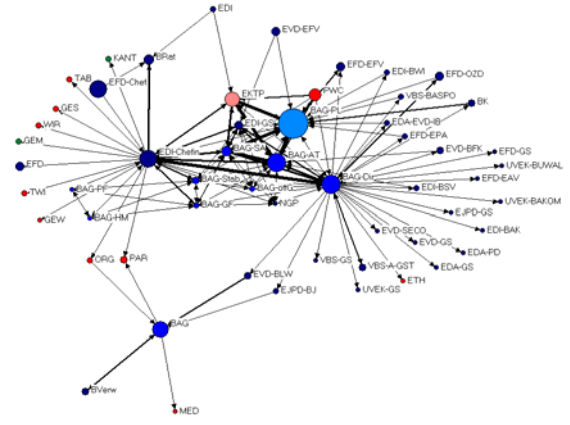 EDI
EVD-EFV
KANT
BRat
TAB
EFD-Chef
EFD-EFV
EDI-BWI
EFD-OZD
GES
EKTP
PWC
VBS-BASPO
BK
WIR
EDI-GS
BAG-PL
EDA-EVD-IB
EFD-EPA
GEM
EDI-Chefin
BAG-SA
BAG-AT
EVD-BFK
EFD-GS
EFD
UVEK-BUWAL
TWI
BAG-PF
BAG-Stab
BAG-Di
EFD-EAV
EDI-BSV
GEW
BAG-HM
BAG-GF
NGP
UVEK-BAKOM
EJPD-GS
EVD-SECO
EDI-BAK
EVD-GS
EDA-PD
ORG
PAR
VBS-GS
VBS-A-GST
EDA-GS
EVD-BLW
ETH
EJPD-BJ
UVEK-GS
BAG
BVerw
MED